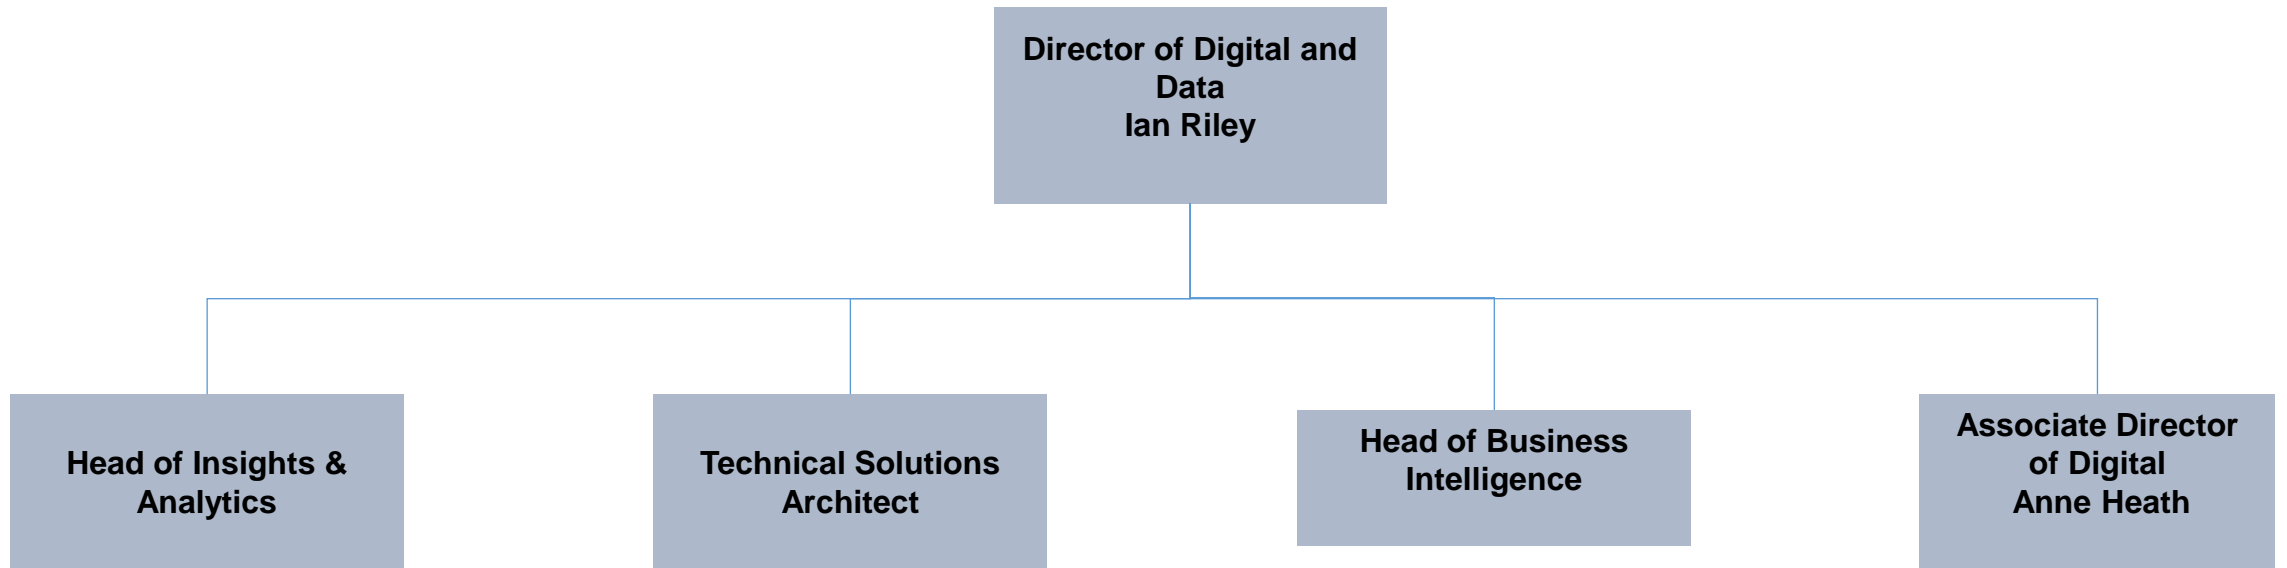 Director of Digital and
Data
Ian Riley
Head of Insights &
Analytics
Technical Solutions
Architect
Head of Business
Intelligence
Associate Director
of Digital
Anne Heath